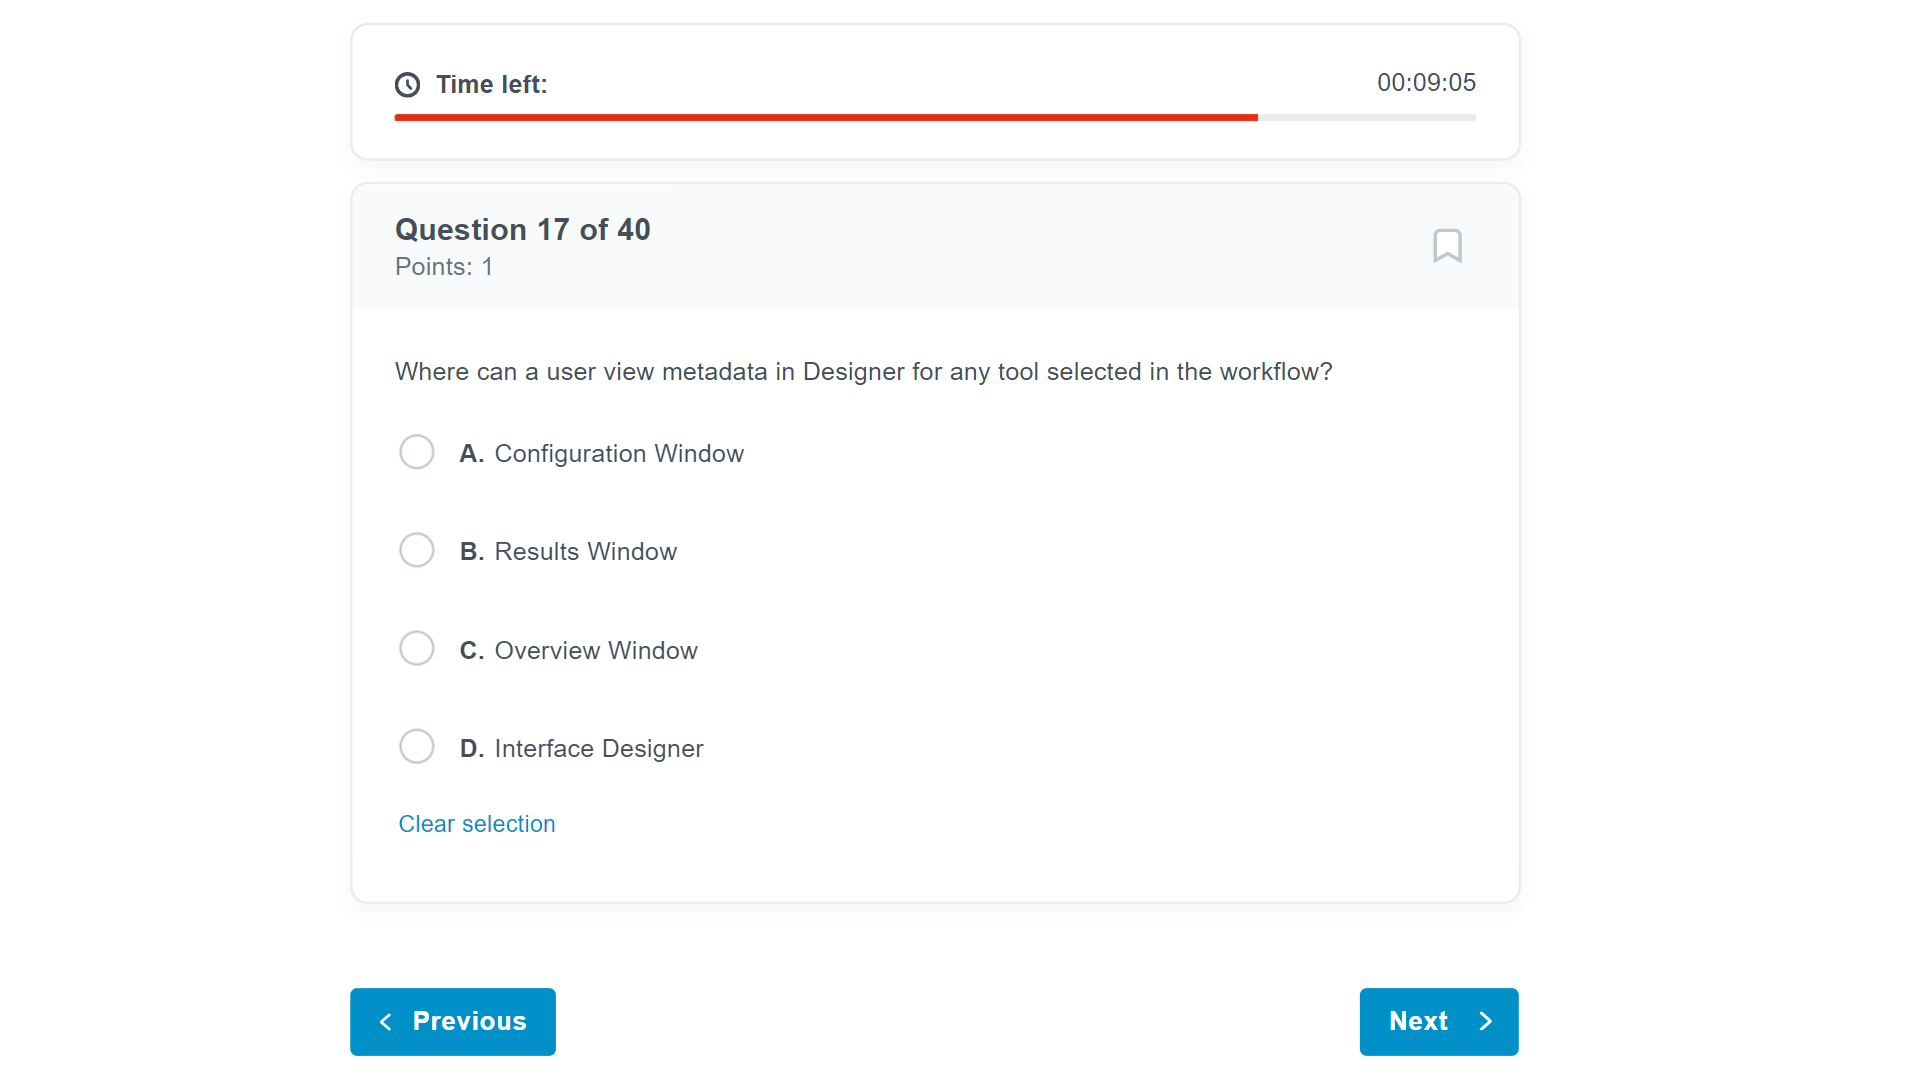 Time left:
00:09:05
Question 17 of 40
Points: 1
Where can a user view metadata in Designer for any tool selected in the workflow?
A. Configuration Window
B. Results Window
C. Overview Window
D. Interface Designer
Clear selection
Previous
Next